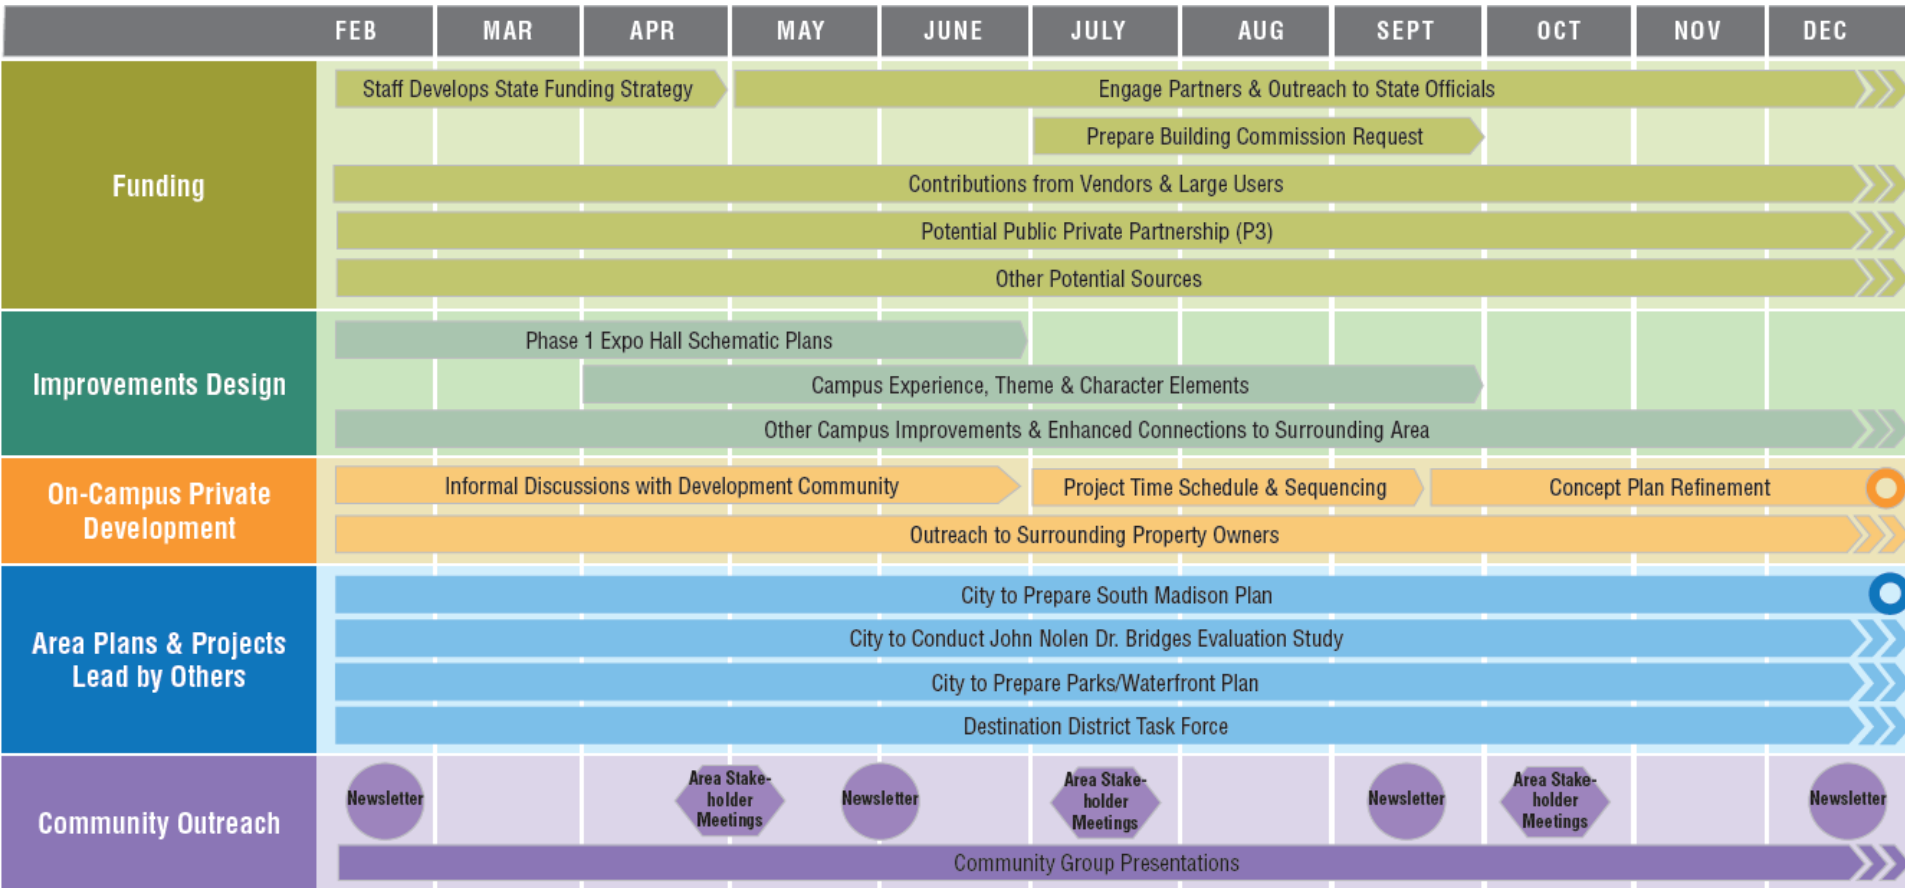 FEB MAR APR MAY JUNE JULY AUG SEPT OCT NOV DEC
Funding
Staff Develops State Funding Strategy
Engage Partners & Outreach to State Officials
Prepare Building Commission Request
Contributions from Vendors & Large Users
Potential Public Private Partnership (P3)
Other Potential Sources
Improvements Design
Phase 1 Expo Hall Schematic Plans
Campus Experience, Theme & Character Elements
Other Campus Improvements & Enhanced Connections to Surrounding Area
On-Campus Private
Development
Informal Discussions with Development Community
Project Time Schedule & Sequencing
Concept Plan Refinement
Outreach to Surrounding Property Owners
Area Plans & Projects
Lead by Others
City to Prepare South Madison Plan
City to Conduct John Nolen Dr. Bridges Evaluation Study
City to Prepare Parks/Waterfront Plan
Destination District Task Force
Community Outreach
Newsletter
Area Stake-
holder
Meetings
Newsletter
Area Stake-
holder
Meetings
Newsletter
Area Stake-
holder
Meetings
Newsletter
Community Group Presentations